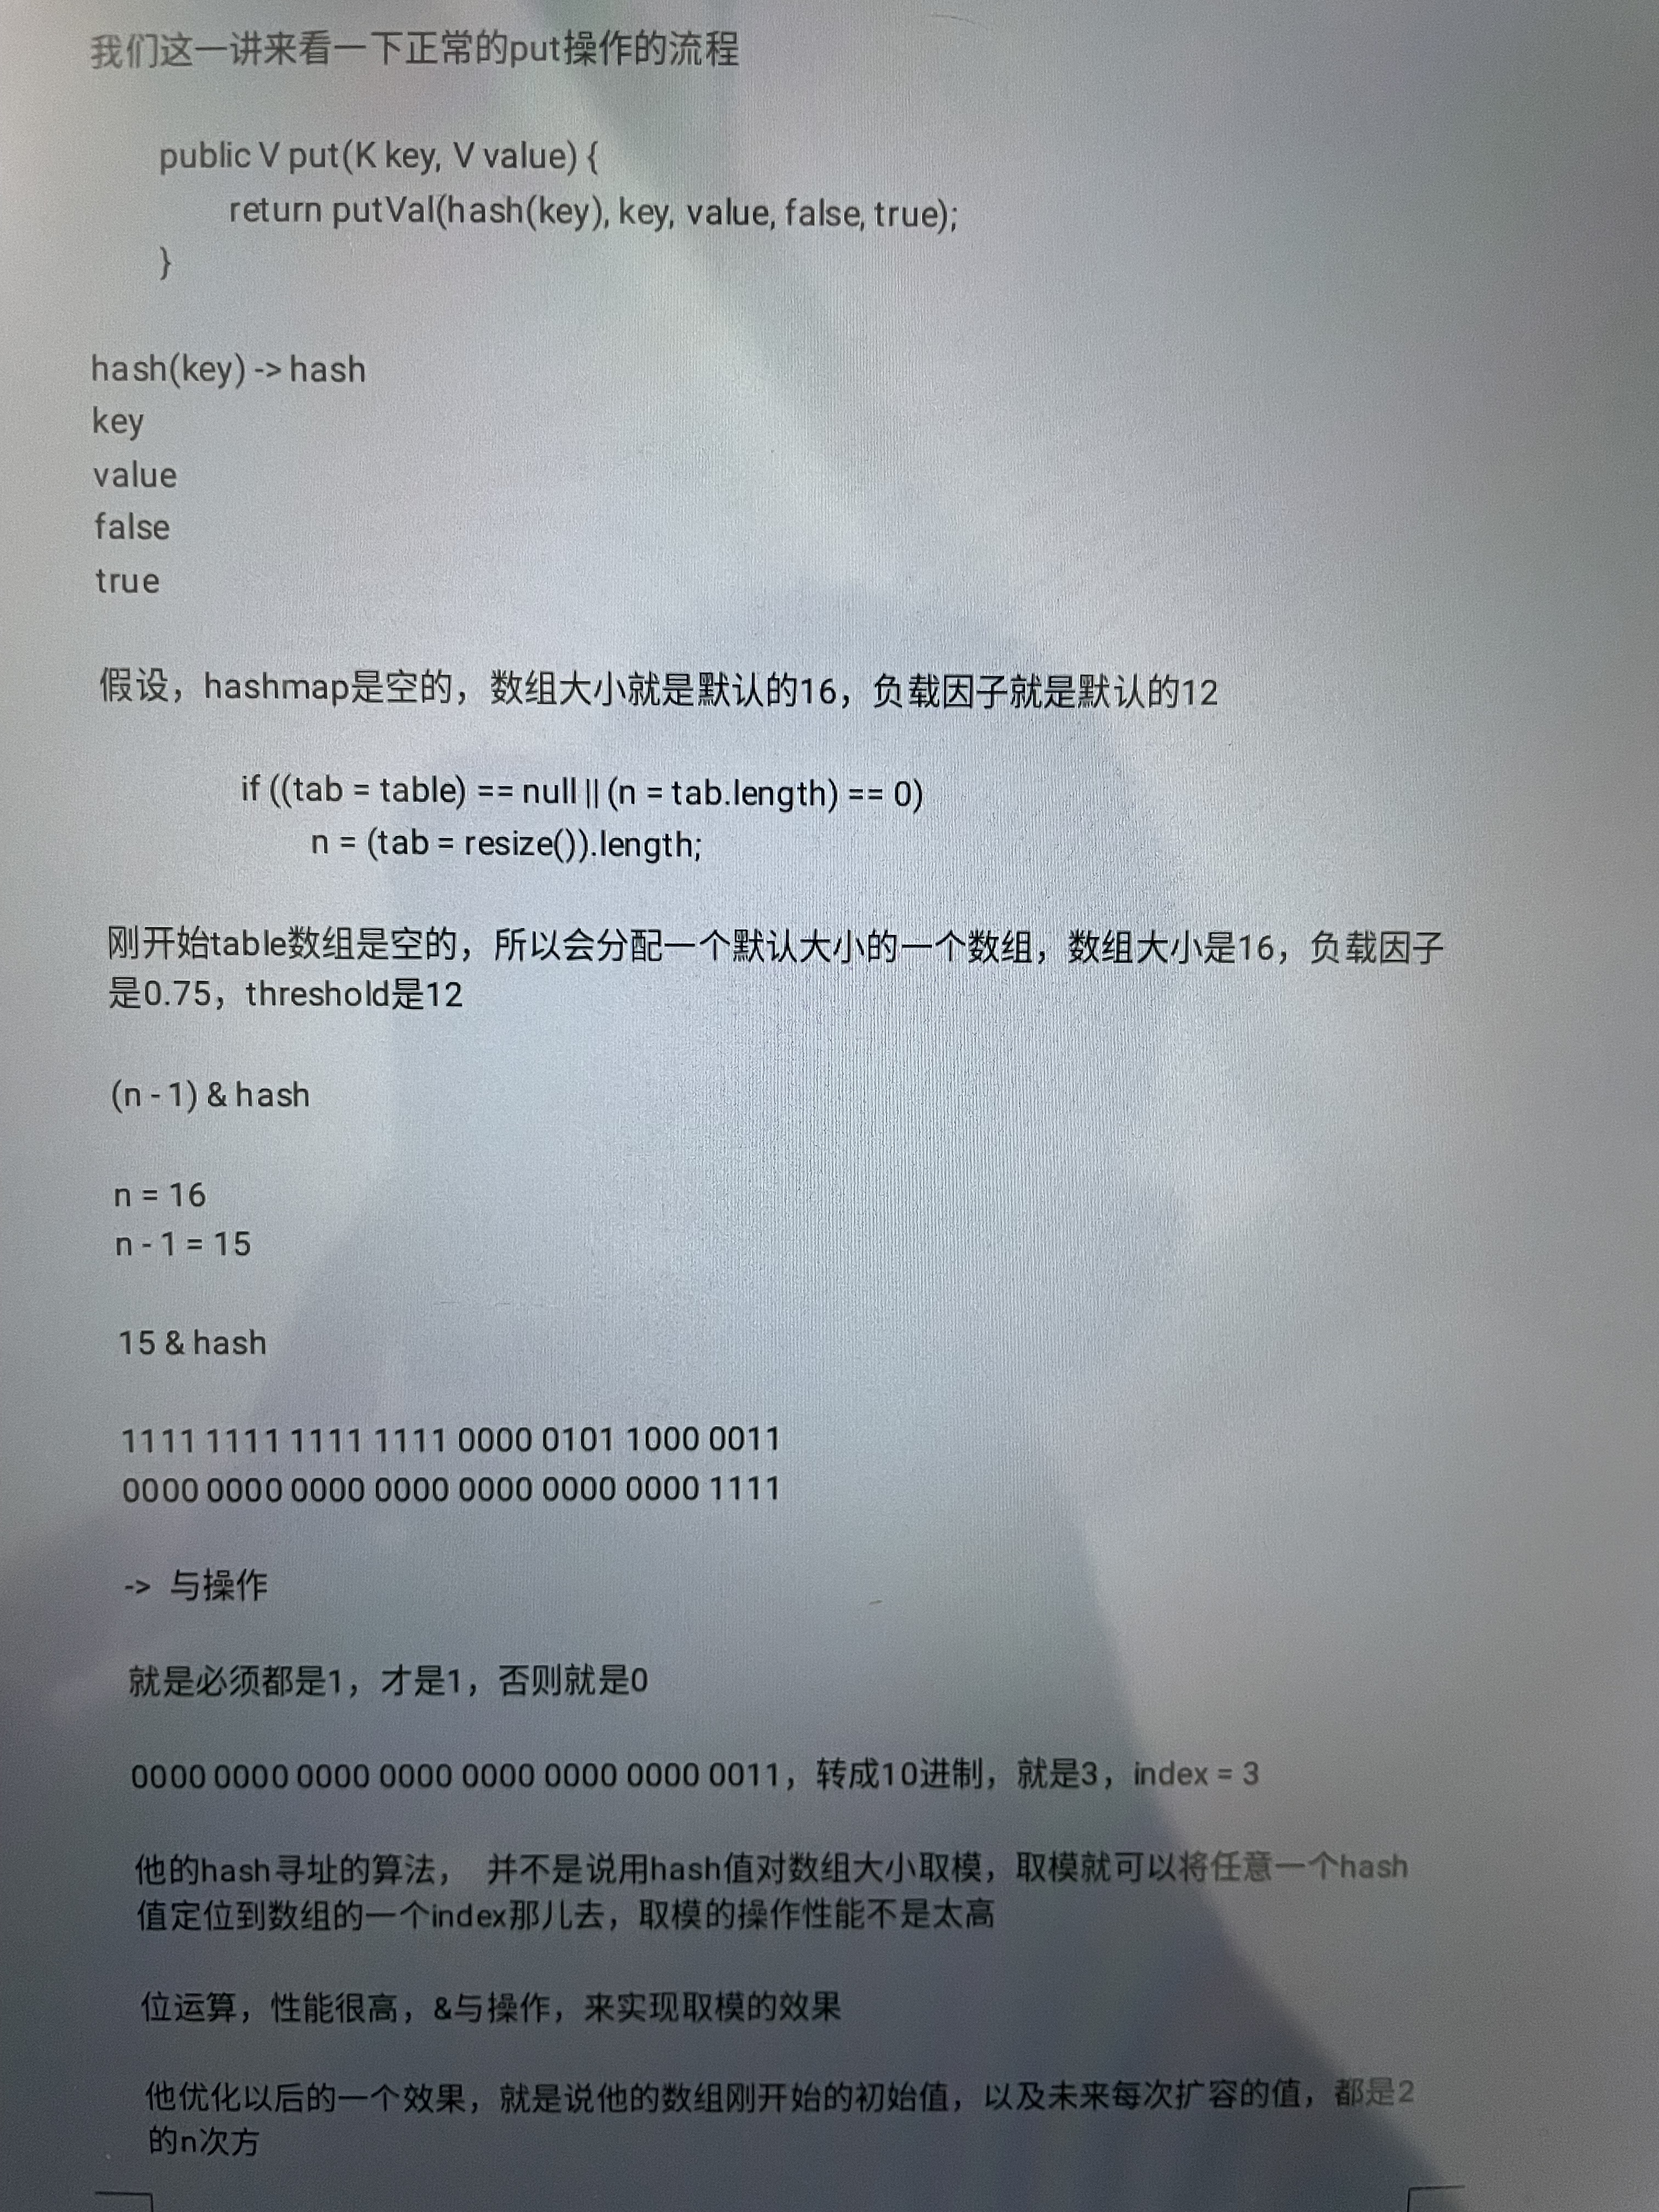 我们这一讲来看一下正常的put操作的流程
public V put(K key, V value) {
return putVal(hash(key), key, value, false, true);
}
hash(key) -> hash
key
value
false
true
假设，hashmap是空的，数组大小就是默认的16，负载因子就是默认的12
if ((tab = table) == null || (n = tab.length) == 0)
n = (tab = resize()).length;
刚开始table数组是空的，所以会分配一个默认大小的一个数组，数组大小是16，负载因子
是0.75，threshold是12
(n - 1) & hash
n = 16
n - 1 = 15
15 & hash
1111 1111 1111 1111 0000 0101 1000 0011
0000 0000 0000 0000 0000 0000 0000 1111
-> 与操作
就是必须都是1，才是1，否则就是0
0000 0000 0000 0000 0000 0000 0000 0011，转成10进制，就是3，index = 3
他的hash寻址的算法， 并不是说用hash值对数组大小取模，取模就可以将任意一个hash
值定位到数组的一个index那儿去，取模的操作性能不是太高
位运算，性能很高，&与操作，来实现取模的效果
他优化以后的一个效果，就是说他的数组刚开始的初始值，以及未来每次扩容的值，都是2
的n次方